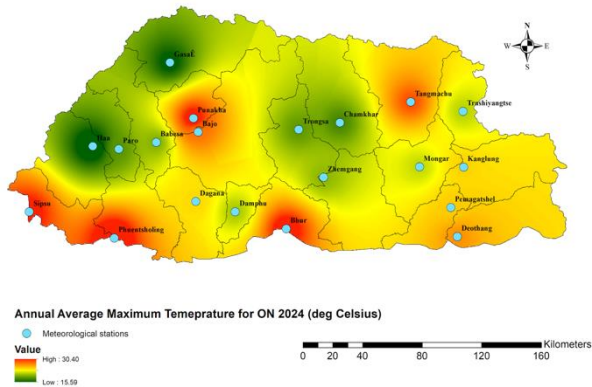 N
W E
S
GasaE
Punakha
Bajo
Tangmachu
Trashiyangtse
Chamkhar
Trongsa
Haa
Paro
Babesa
Mongar
Kanglung
Zhemgang
Dagana
Damphu
Pemagatshel
Sipsu
Phuentsholing
Bhur
Deothang
Annual Average Maximum Temeprature for ON 2024 (deg Celsius)
Meteorological stations
Value
High : 30.40
Low : 15.59
Kilometers
0 20 40 80 120 160